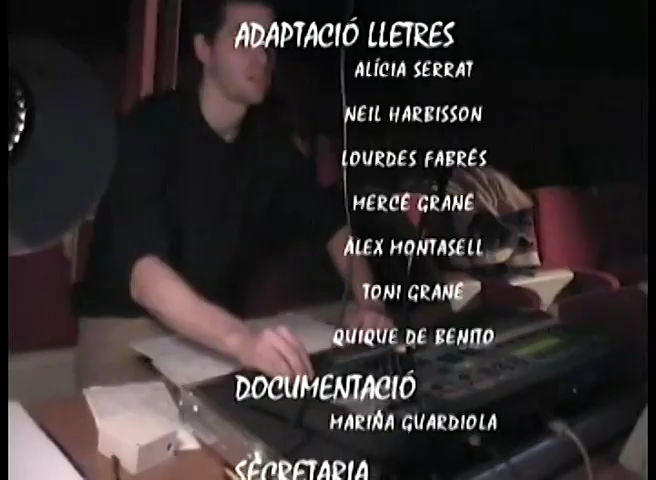 ADAPTACIÓ LLETRES
ALÍCIA SERRAT
NEIL HARBISSON
LOURDES FABRÉS
MERCÈ GRANÉ
ÀLEX MONTASELL
TONI GRANÉ
QUIQUE DE BENITO
DOCUMENTACIÓ
MARIÑA GUARDIOLA
SECRETARIA